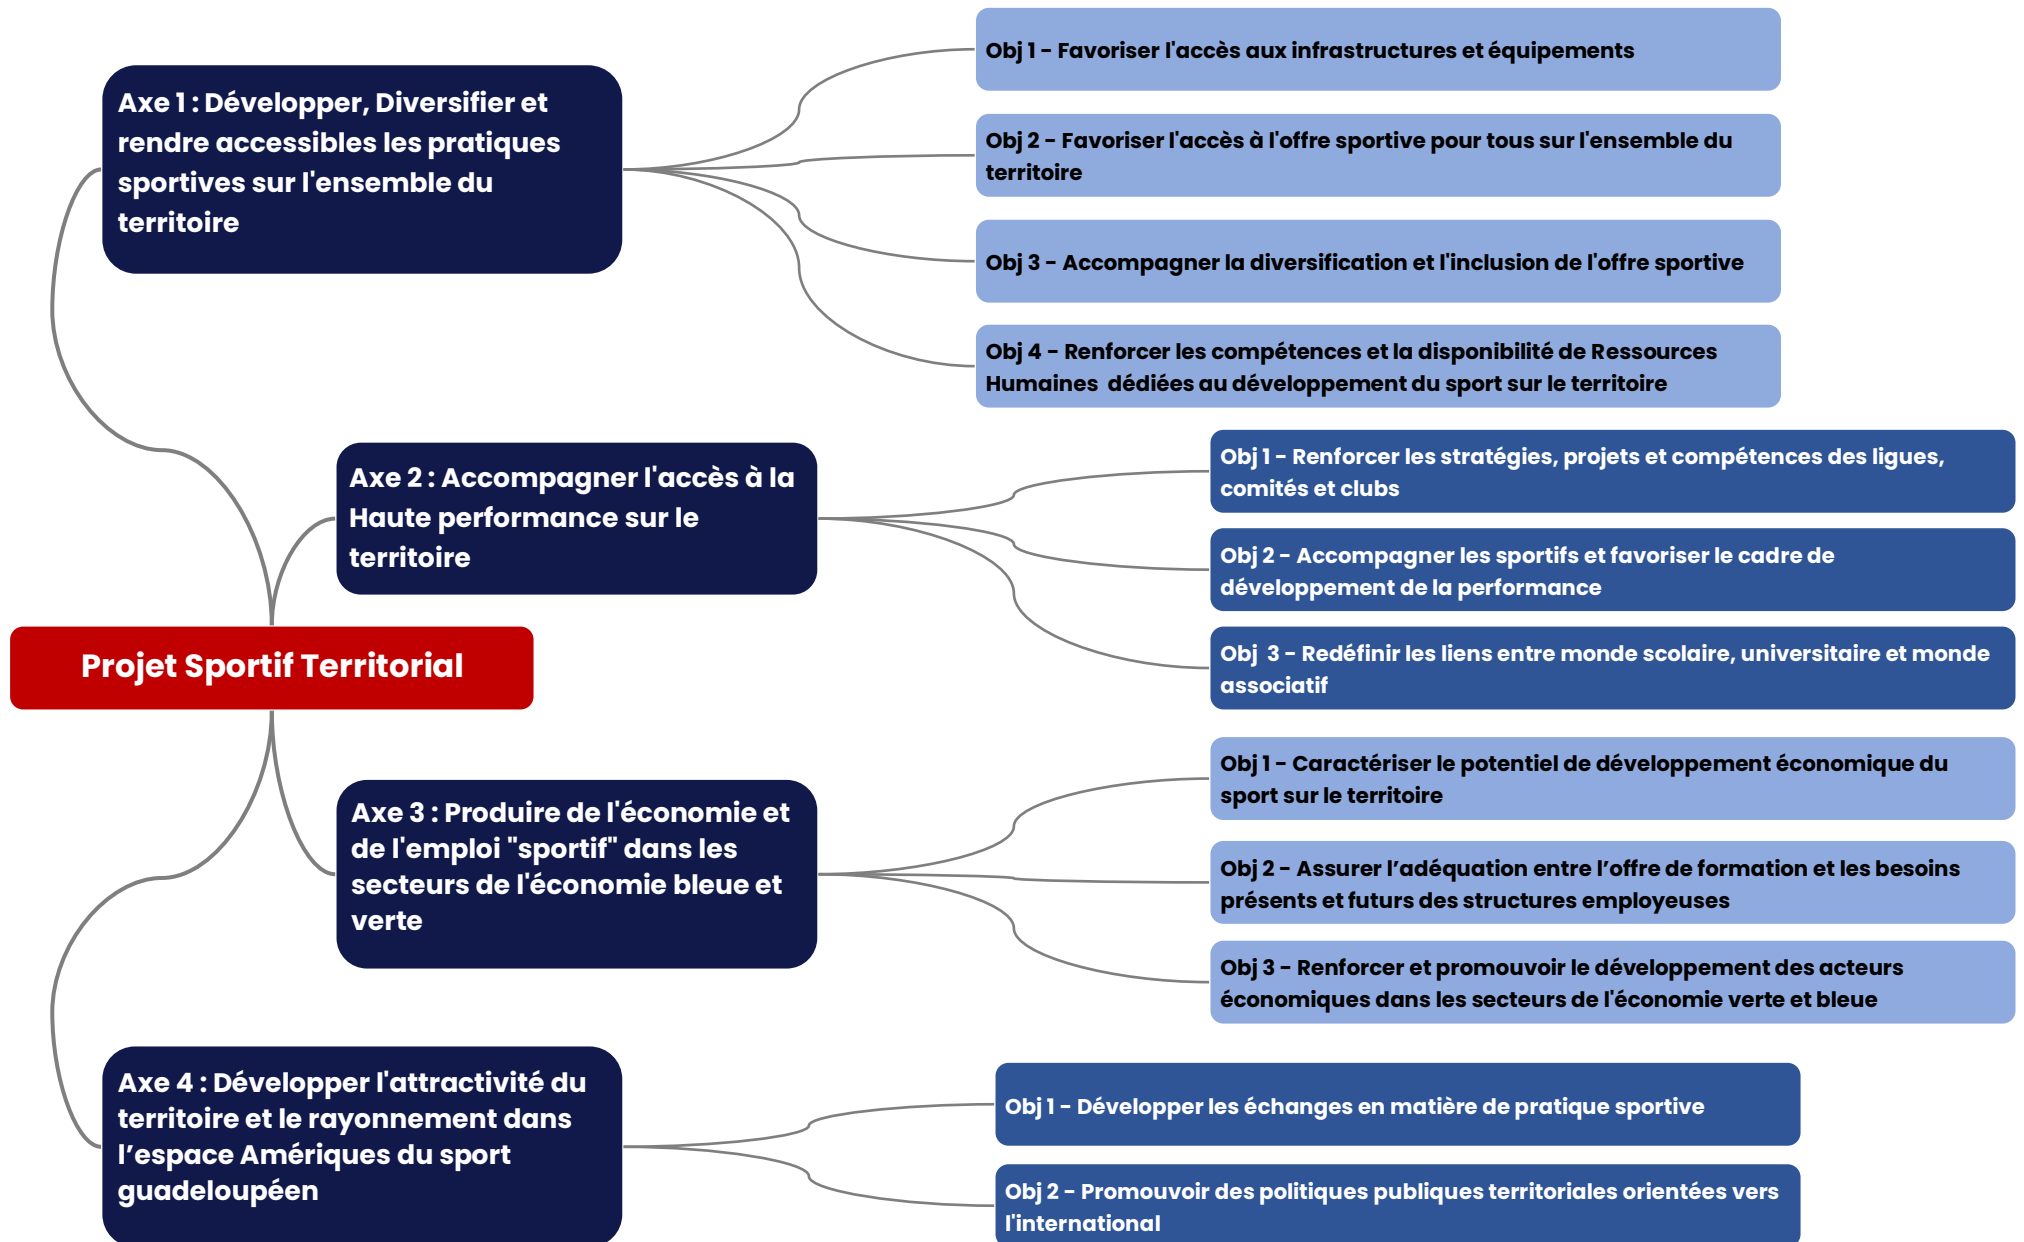 Axe 1 : Développer, Diversifier et
rendre accessibles les pratiques
sportives sur l'ensemble du
territoire
Obj 1 - Favoriser l'accès aux infrastructures et équipements
Obj 2 - Favoriser l'accès à l'offre sportive pour tous sur l'ensemble du
territoire
Obj 3 - Accompagner la diversification et l'inclusion de l'offre sportive
Obj 4 - Renforcer les compétences et la disponibilité de Ressources
Humaines  dédiées au développement du sport sur le territoire
Axe 2 : Accompagner l'accès à la
Haute performance sur le
territoire
Obj 1 - Renforcer les stratégies, projets et compétences des ligues,
comités et clubs
Obj 2 - Accompagner les sportifs et favoriser le cadre de
développement de la performance
Obj  3 - Redéfinir les liens entre monde scolaire, universitaire et monde
associatif
Projet Sportif Territorial
Axe 3 : Produire de l'économie et
de l'emploi "sportif" dans les
secteurs de l'économie bleue et
verte
Obj 1 - Caractériser le potentiel de développement économique du
sport sur le territoire
Obj 2 - Assurer l’adéquation entre l’offre de formation et les besoins
présents et futurs des structures employeuses
Obj 3 - Renforcer et promouvoir le développement des acteurs
économiques dans les secteurs de l'économie verte et bleue
Axe 4 : Développer l'attractivité du
territoire et le rayonnement dans
l’espace Amériques du sport
guadeloupéen
Obj 1 - Développer les échanges en matière de pratique sportive
Obj 2 - Promouvoir des politiques publiques territoriales orientées vers
l'international